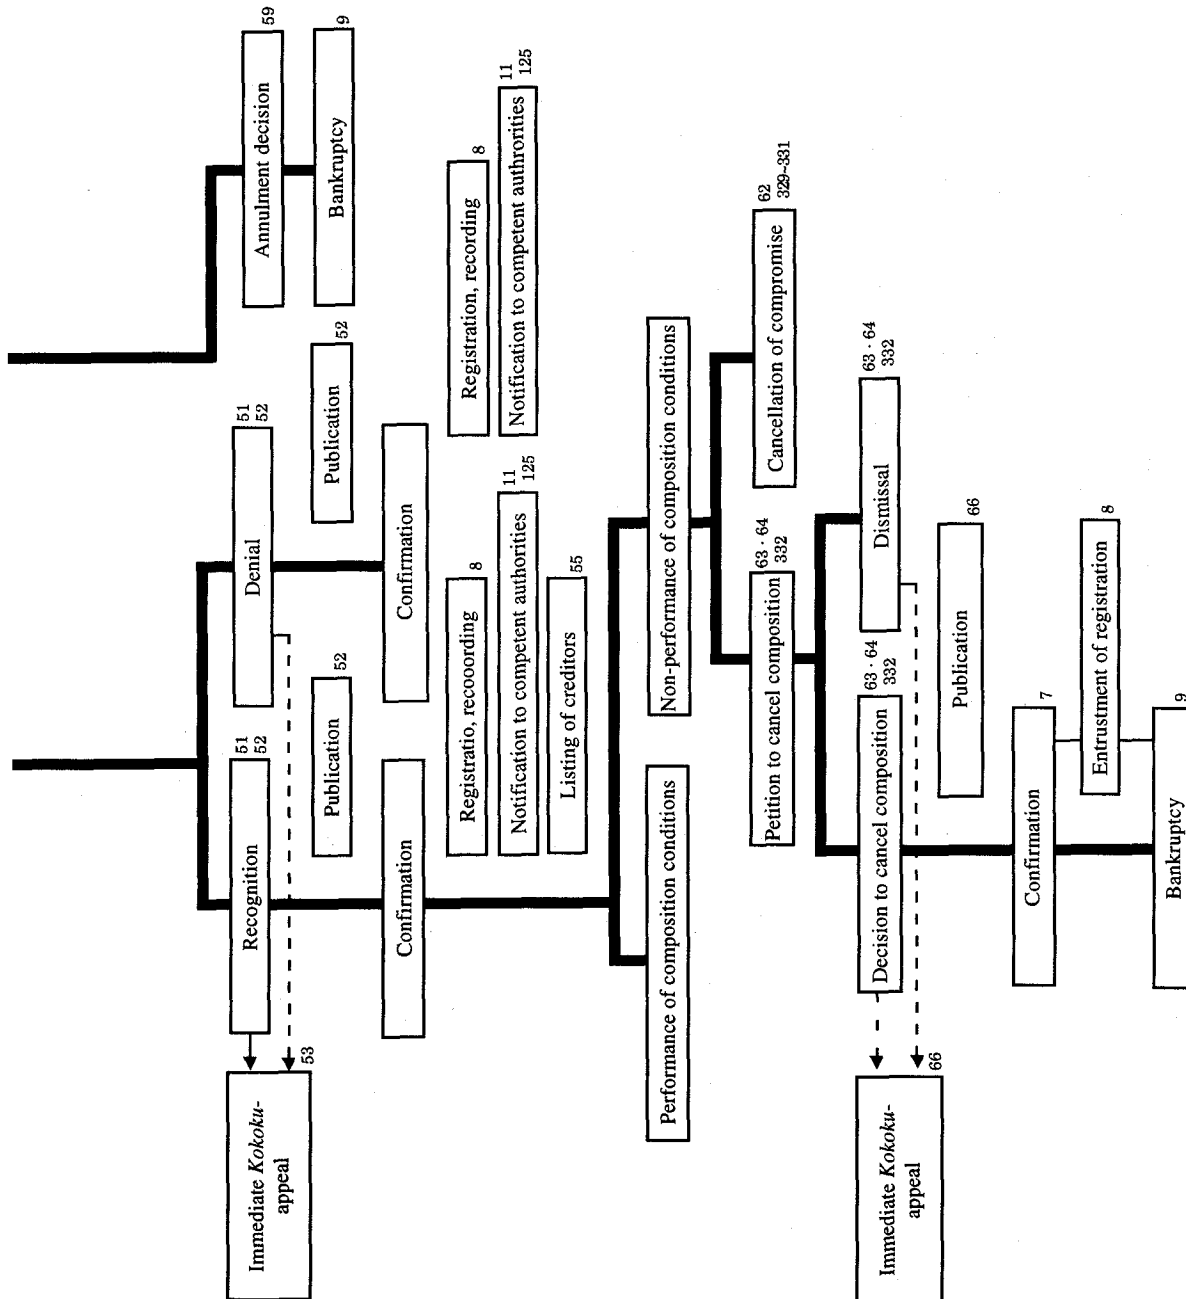 Annulment decision
59
Bankruptcy
9
Recognition
51
52
Denial
51
52
Immediate Kokoku-
appeal
53
Publication
52
Publication
52
Confirmation
Confirmation
Registratio, recooording
8
Registration, recording
8
Notification to competent authorities
11
125
Notification to competent authrorities
11
125
Listing of creditors
55
Performance of composition conditions
Non-performance of composition conditions
Petition to cancel composition
63 · 64
332
Cancellation of compromise
62
329~331
Decision to cancel composition
63 · 64
332
Dismissal
63 · 64
332
Immediate Kokoku-
appeal
66
Publication
66
Confirmation
7
Entrustment of registration
8
Bankruptcy
9